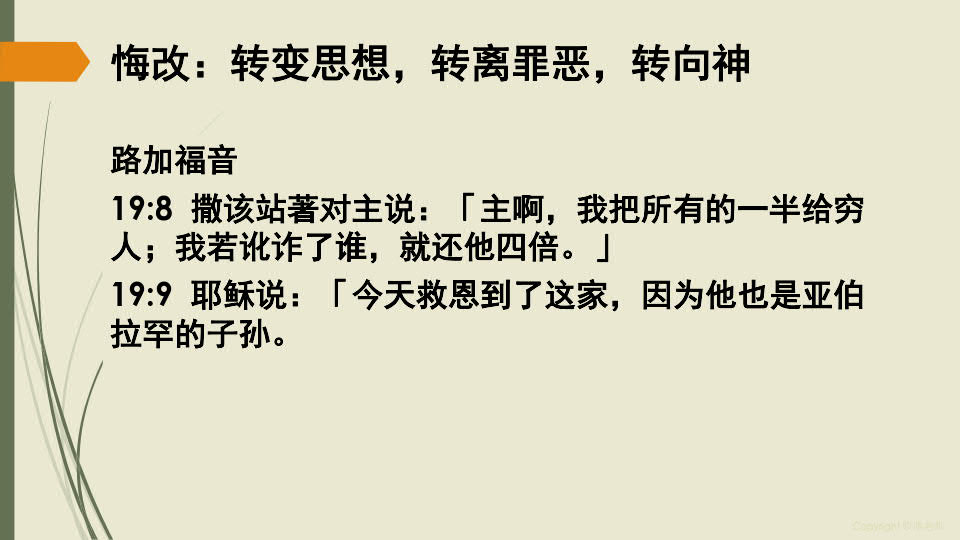 悔改：转变思想，转离罪恶，转向神
路加福音
19:8 撒该站著对主说：「主啊，我把所有的一半给穷
人；我若讹诈了谁，就还他四倍。」
19:9 耶稣说：「今天救恩到了这家，因为他也是亚伯
拉罕的子孙。